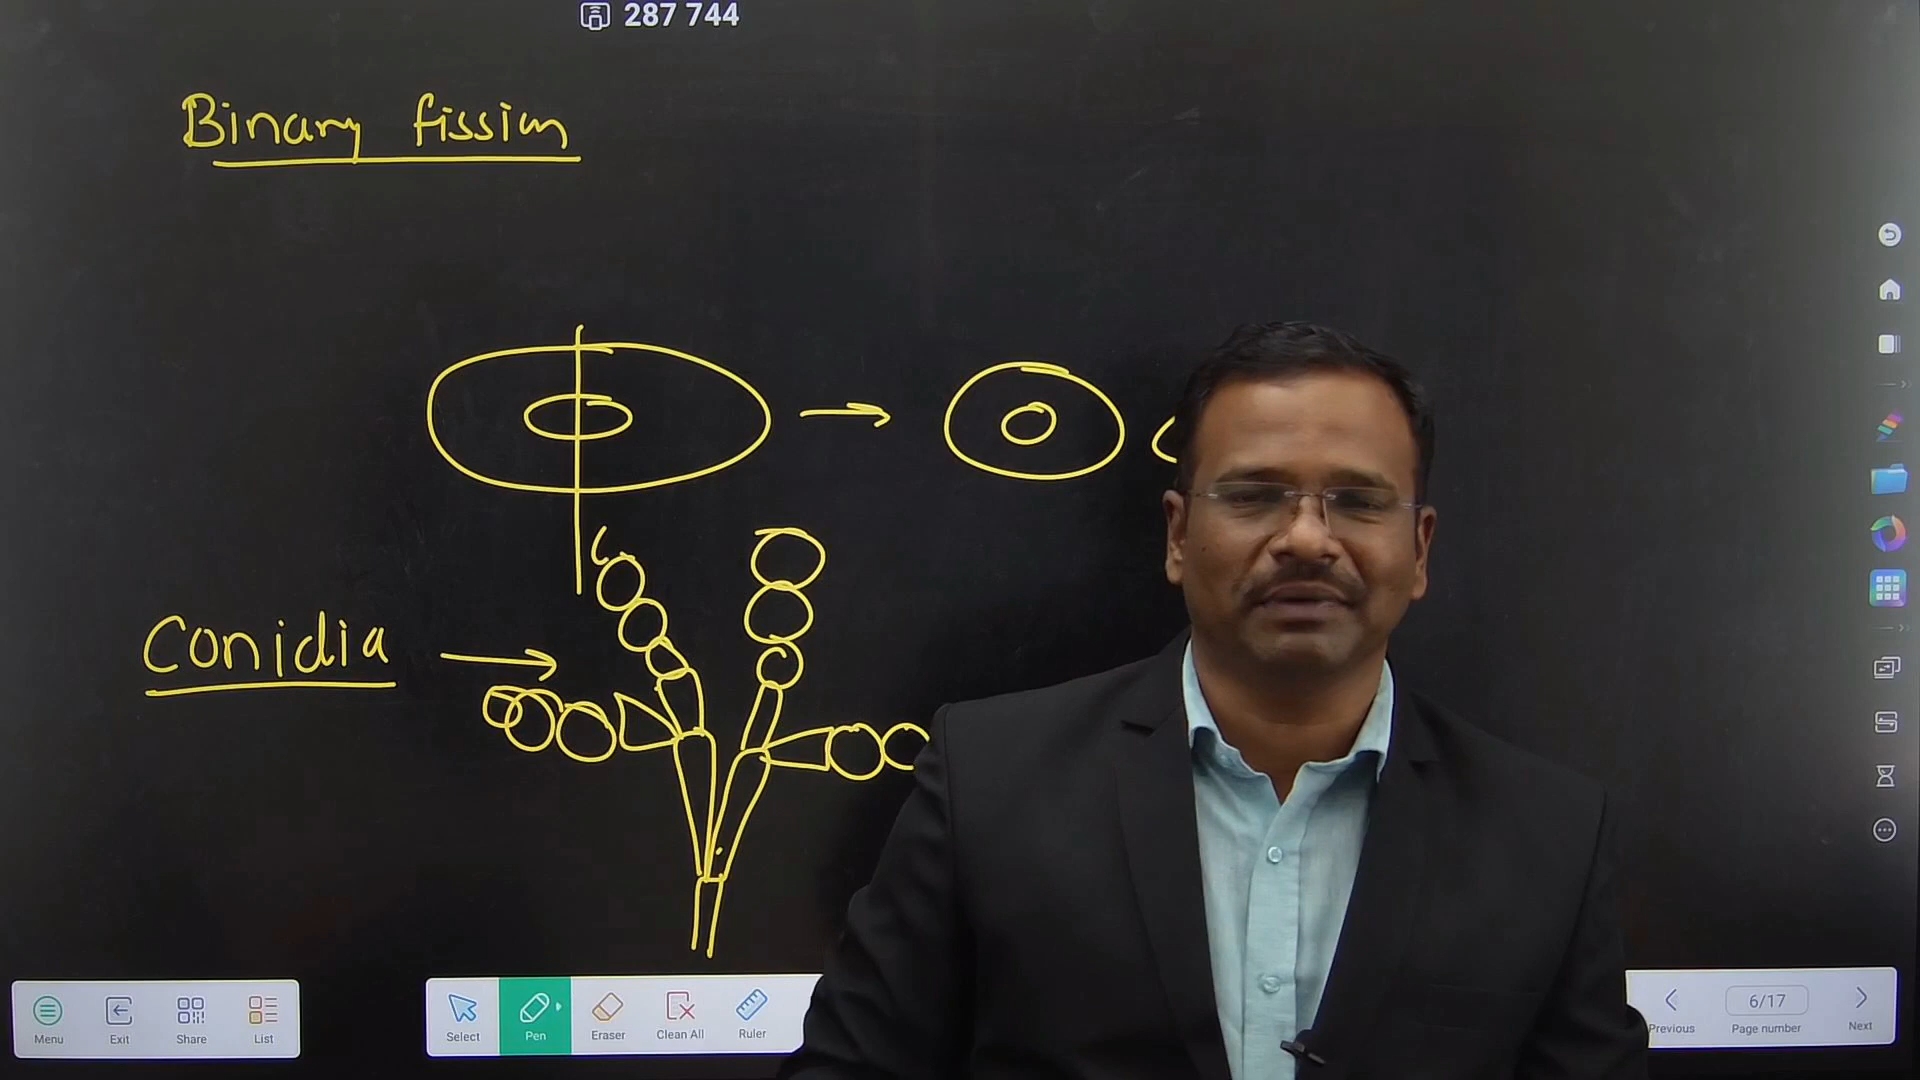 287 744
Binary fission
Conidia
Menu
Exit
Share
List
Select
Pen
Eraser
Clean All
Ruler
Previous
6/17
Page number
Next